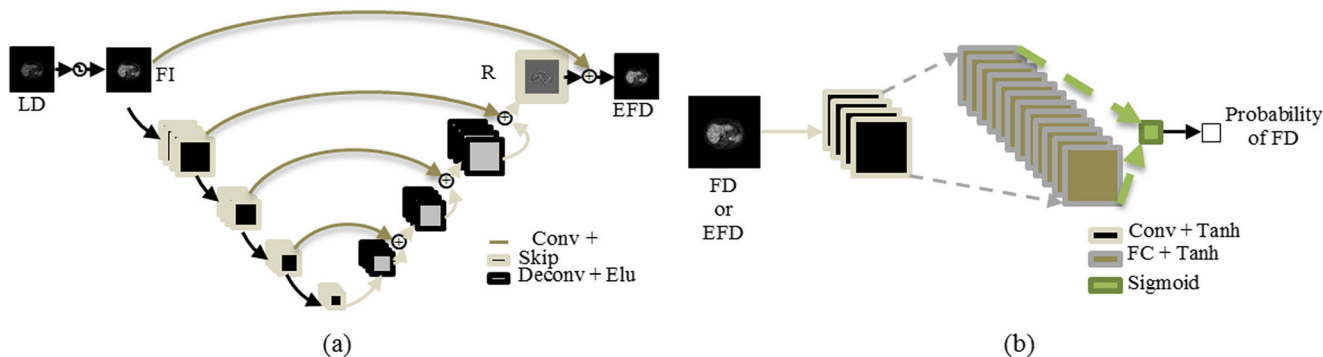 LD
FI
R
EFD
Conv +
Skip
Deconv + Elu
(a)
FD
or
EFD
Probability
of FD
Conv + Tanh
FC + Tanh
Sigmoid
(b)